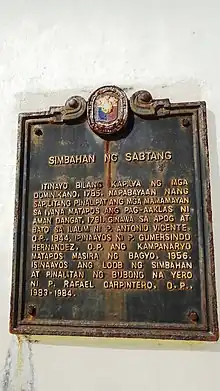 SIMBAHAN NG SABTANG
ITINAYO BILANG KAPILYA NG MGA
DOMINIKANO, 1785. NAPABAYAAN NANG
SAPILITANG PINALIPAT ANG MGA MAMAMAYAN
SA IVANA MATAPOS ANG PAG-AAKLAS NI
AMAN DANGAT, 1791. GINAWA SA APOG AT
BATO SA ILALIM NI P. ANTONIO VICENTE,
O.P., 1844. IPINAAYOS NI P. GUMERSINDO
HERNANDEZ, O.P. ANG KAMPANARYO
MATAPOS MASIRA NG BAGYO, 1956.
ISINAAYOS ANG LOOB NG SIMBAHAN
AT PINALITAN NG BUBONG NA YERO
NI P. RAFAEL CARPINTERO, O.P.,
1983-1984.